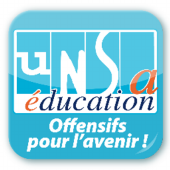 uNSa
éducation
Offensifs
pour l'avenir !